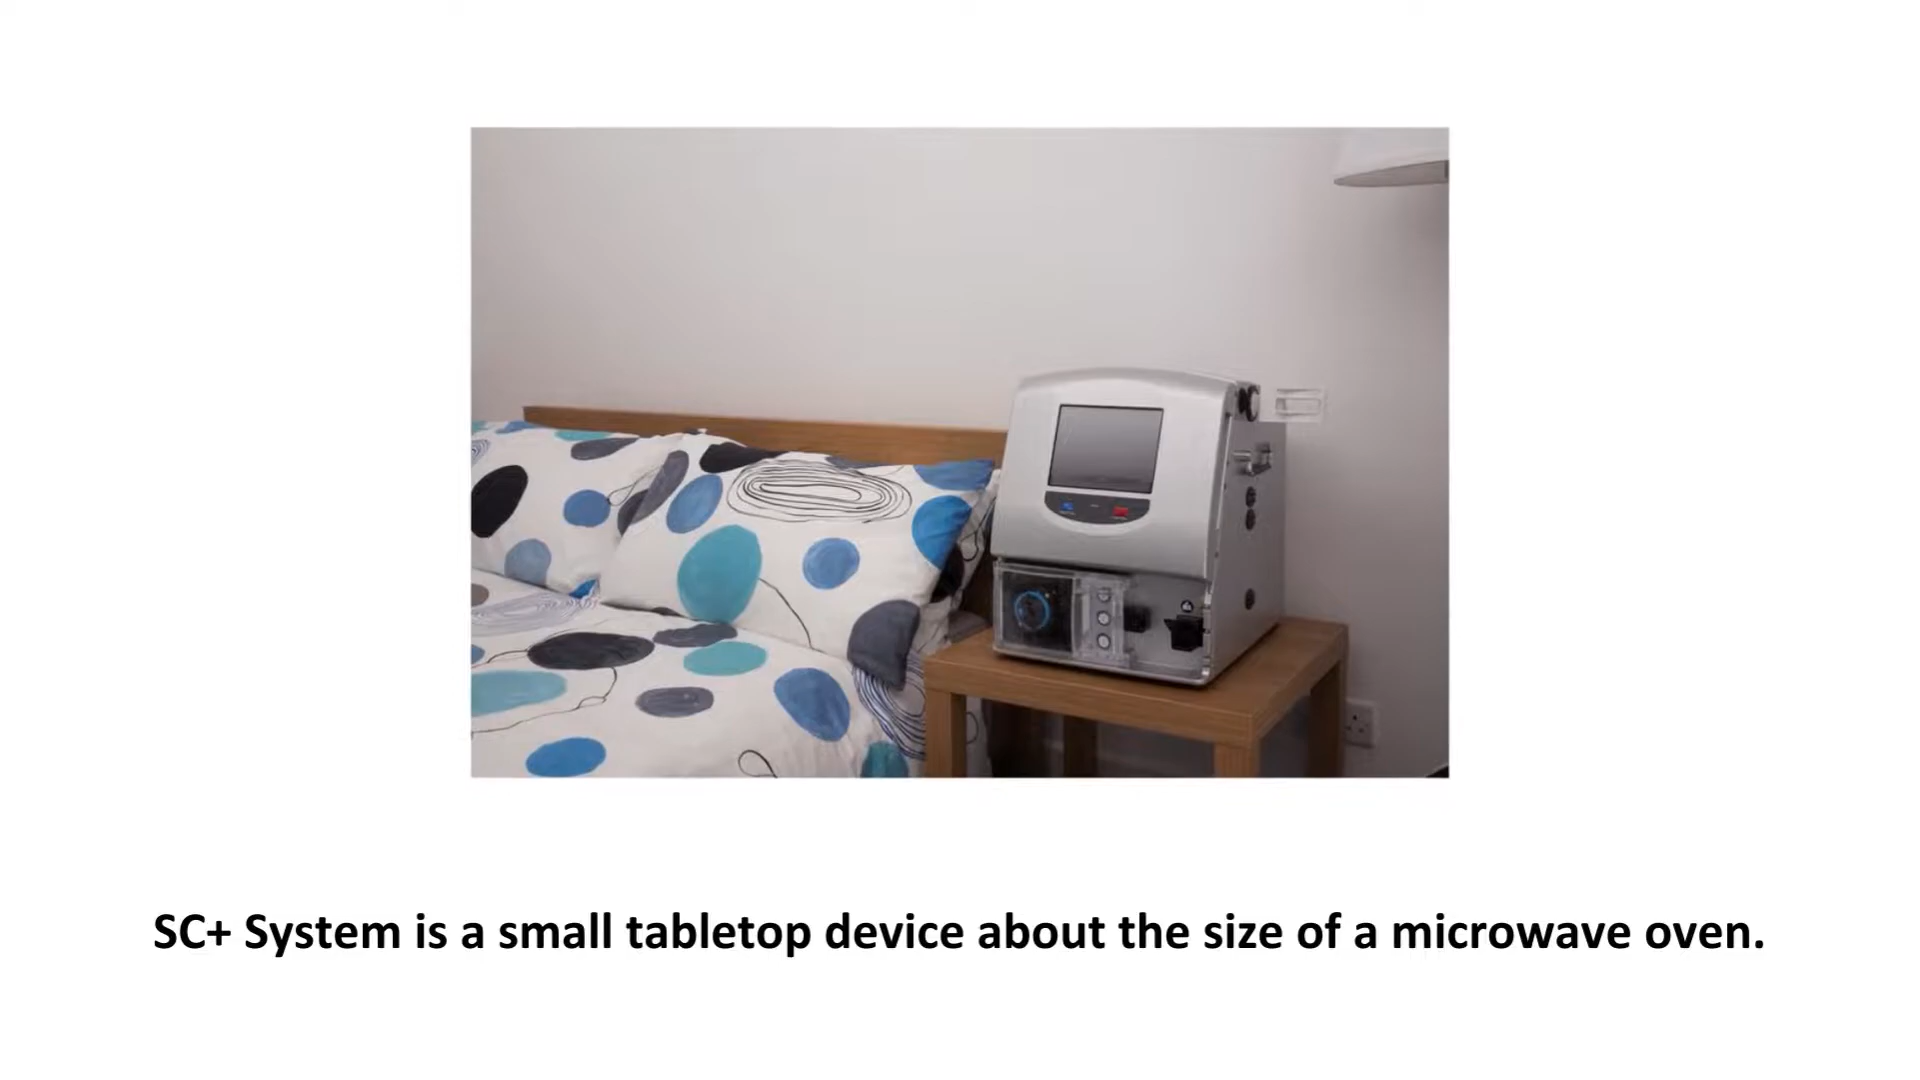 SC+ System is a small tabletop device about the size of a microwave oven.